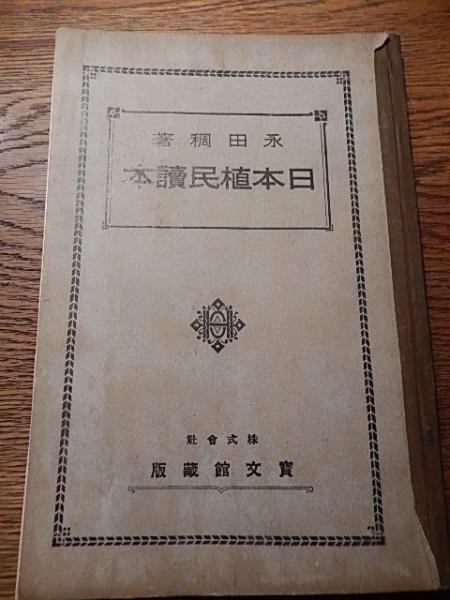 永田稠著
日本植民讀本
株式會社
寶文館藏版